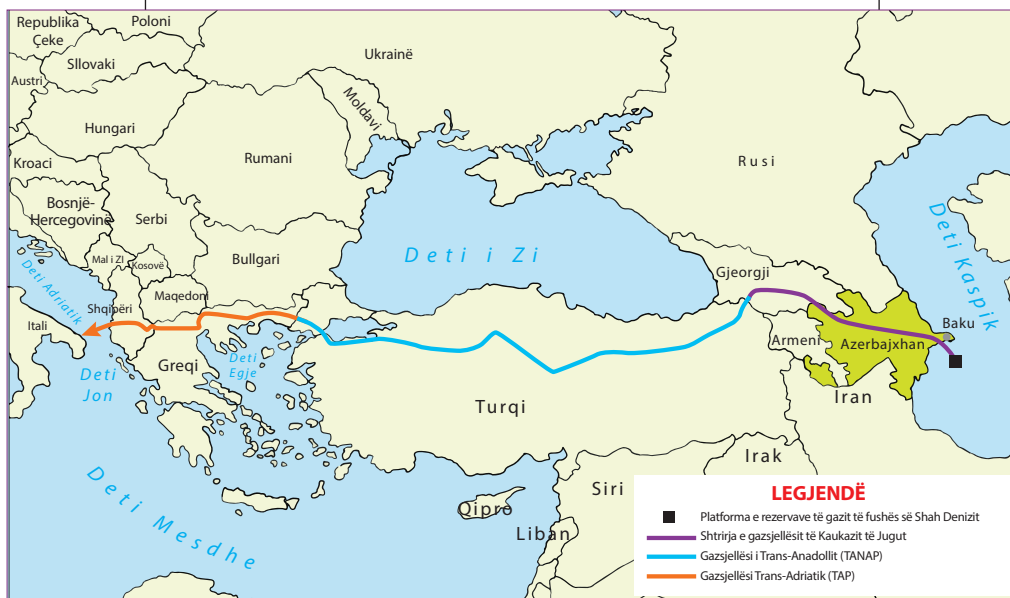 Republika
Çeke
Poloni
Sllovaki
Ukrainë
Austri
Moldavi
Hungari
Kroaci
Rumani
Rusi
Bosnjë-
Hercegovinë
Serbi
Deti Kaspik
Deti Adriatik
Mal i ZI
Kosovë
Bullgari
Deti i Zi
Gjeorgji
Shqipëri
Maqedoni
Itali
Baku
Armeni
Azerbajxhan
Greqi
Deti
Egje
Deti
Jon
Iran
Turqi
Irak
Siri
Deti Mesdhe
Qipro
Liban
LEGJENDË
Platforma e rezervave të gazit të fushës së Shah Denizit
Shtrirja e gazsjellësit të Kaukazit të Jugut
Gazsjellësi i Trans-Anadollit (TANAP)
Gazsjellësi Trans-Adriatik (TAP)